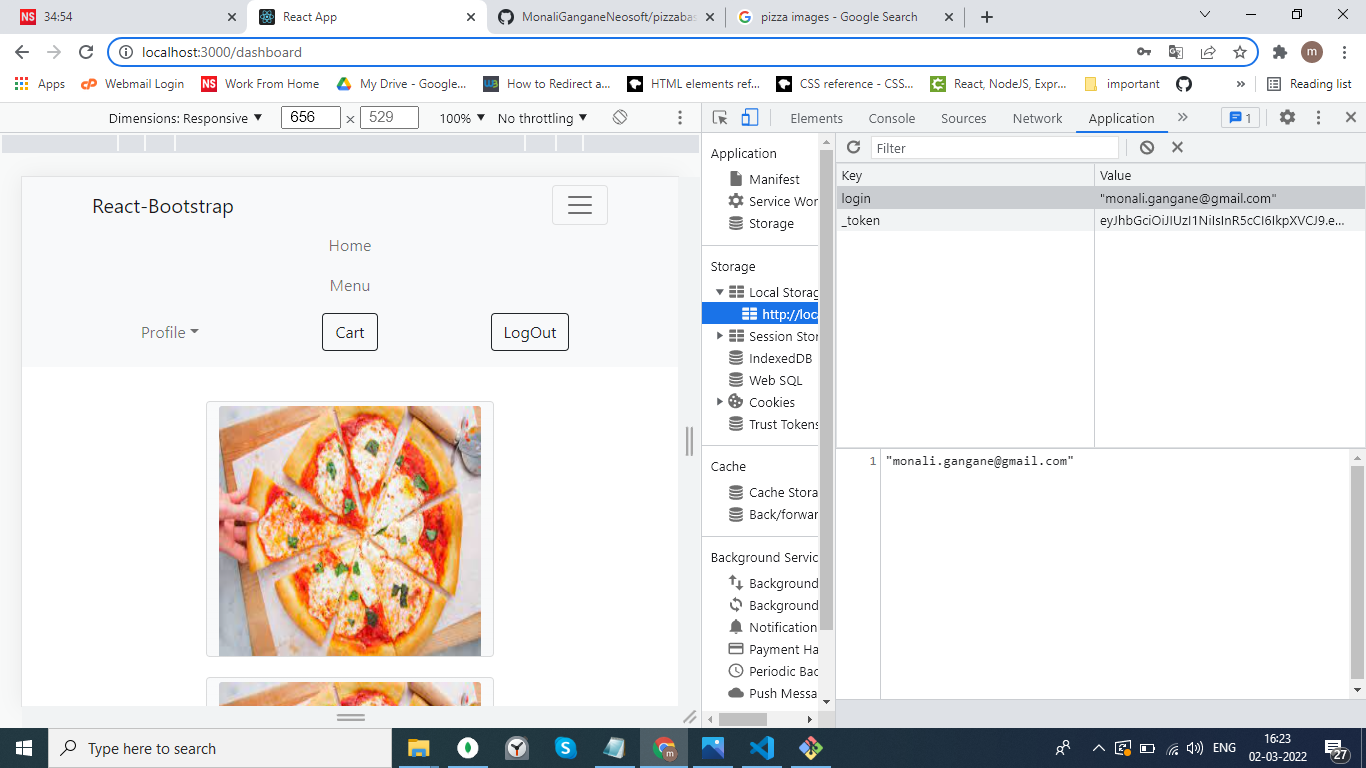 NS 34:54
React App
MonaliGanganeNeosoft/pizzabas
pizza images - Google Search
localhost:3000/dashboard
m
Apps
Webmail Login
NS Work From Home
My Drive - Google...
How to Redirect a...
HTML elements ref...
CSS reference - CSS...
React, NodeJS, Expr...
important
»
Reading list
Dimensions: Responsive
656 × 529
100%
No throttling
Elements
Console
Sources
Network
Application
»
1
React-Bootstrap
Home
Menu
Profile
Cart
LogOut
Application
Manifest
Service Wor
Storage
Storage
Local Storag
http://loca
Session Stor
IndexedDB
Web SQL
Cookies
Trust Tokens
Cache
Cache Stora
Back/forwar
Background Servic
Background
Background
Notification
Payment Ha
Periodic Bac
Push Messa
Filter
Key Value
login "monali.gangane@gmail.com"
_token eyJhbGciOiJIUzI1NiIsInR5cCI6IkpXVCJ9.e...
1 "monali.gangane@gmail.com"
Type here to search
m
ENG
16:23
02-03-2022
27